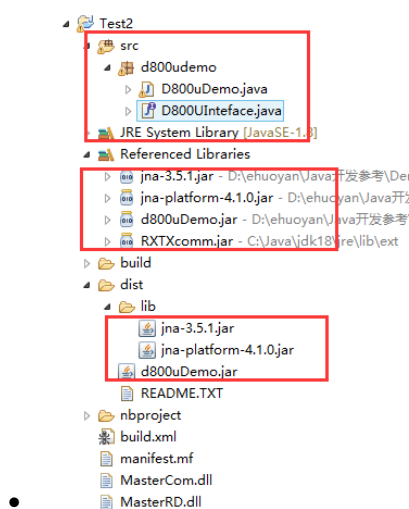 Test2
src
d800udemo
D800uDemo.java
D800UInteface.java
JRE System Library [JavaSE-1.8]
Referenced Libraries
jna-3.5.1.jar - D:\ehuoyan\Java开发参考\Der
jna-platform-4.1.0.jar - D:\ehuoyan\Java开发
d800uDemo.jar - D:\ehuoyan\Java开发参考
RXTXcomm.jar - C:\Java\jdk18\jre\lib\ext
build
dist
lib
jna-3.5.1.jar
jna-platform-4.1.0.jar
d800uDemo.jar
README.TXT
nbproject
build.xml
manifest.mf
MasterCom.dll
MasterRD.dll